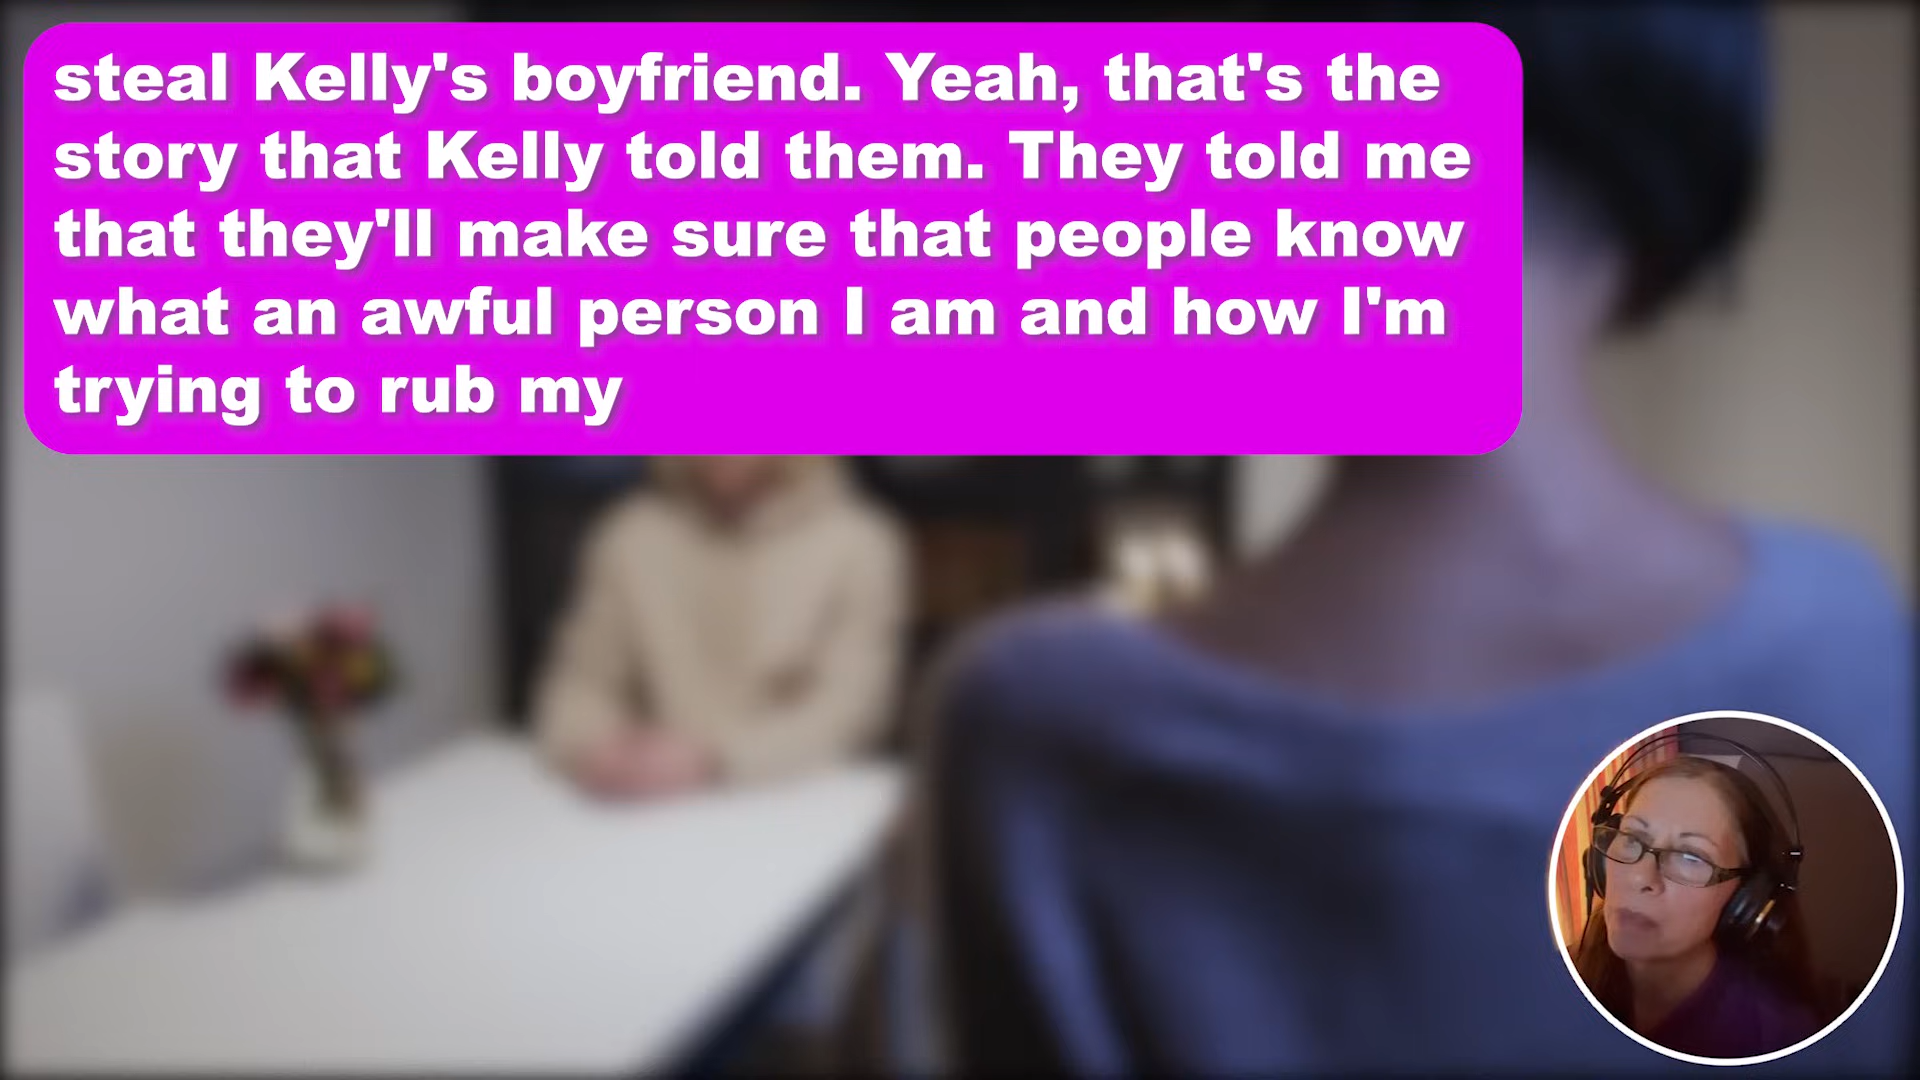 steal Kelly's boyfriend. Yeah, that's the
story that Kelly told them. They told me
that they'll make sure that people know
what an awful person I am and how I'm
trying to rub my